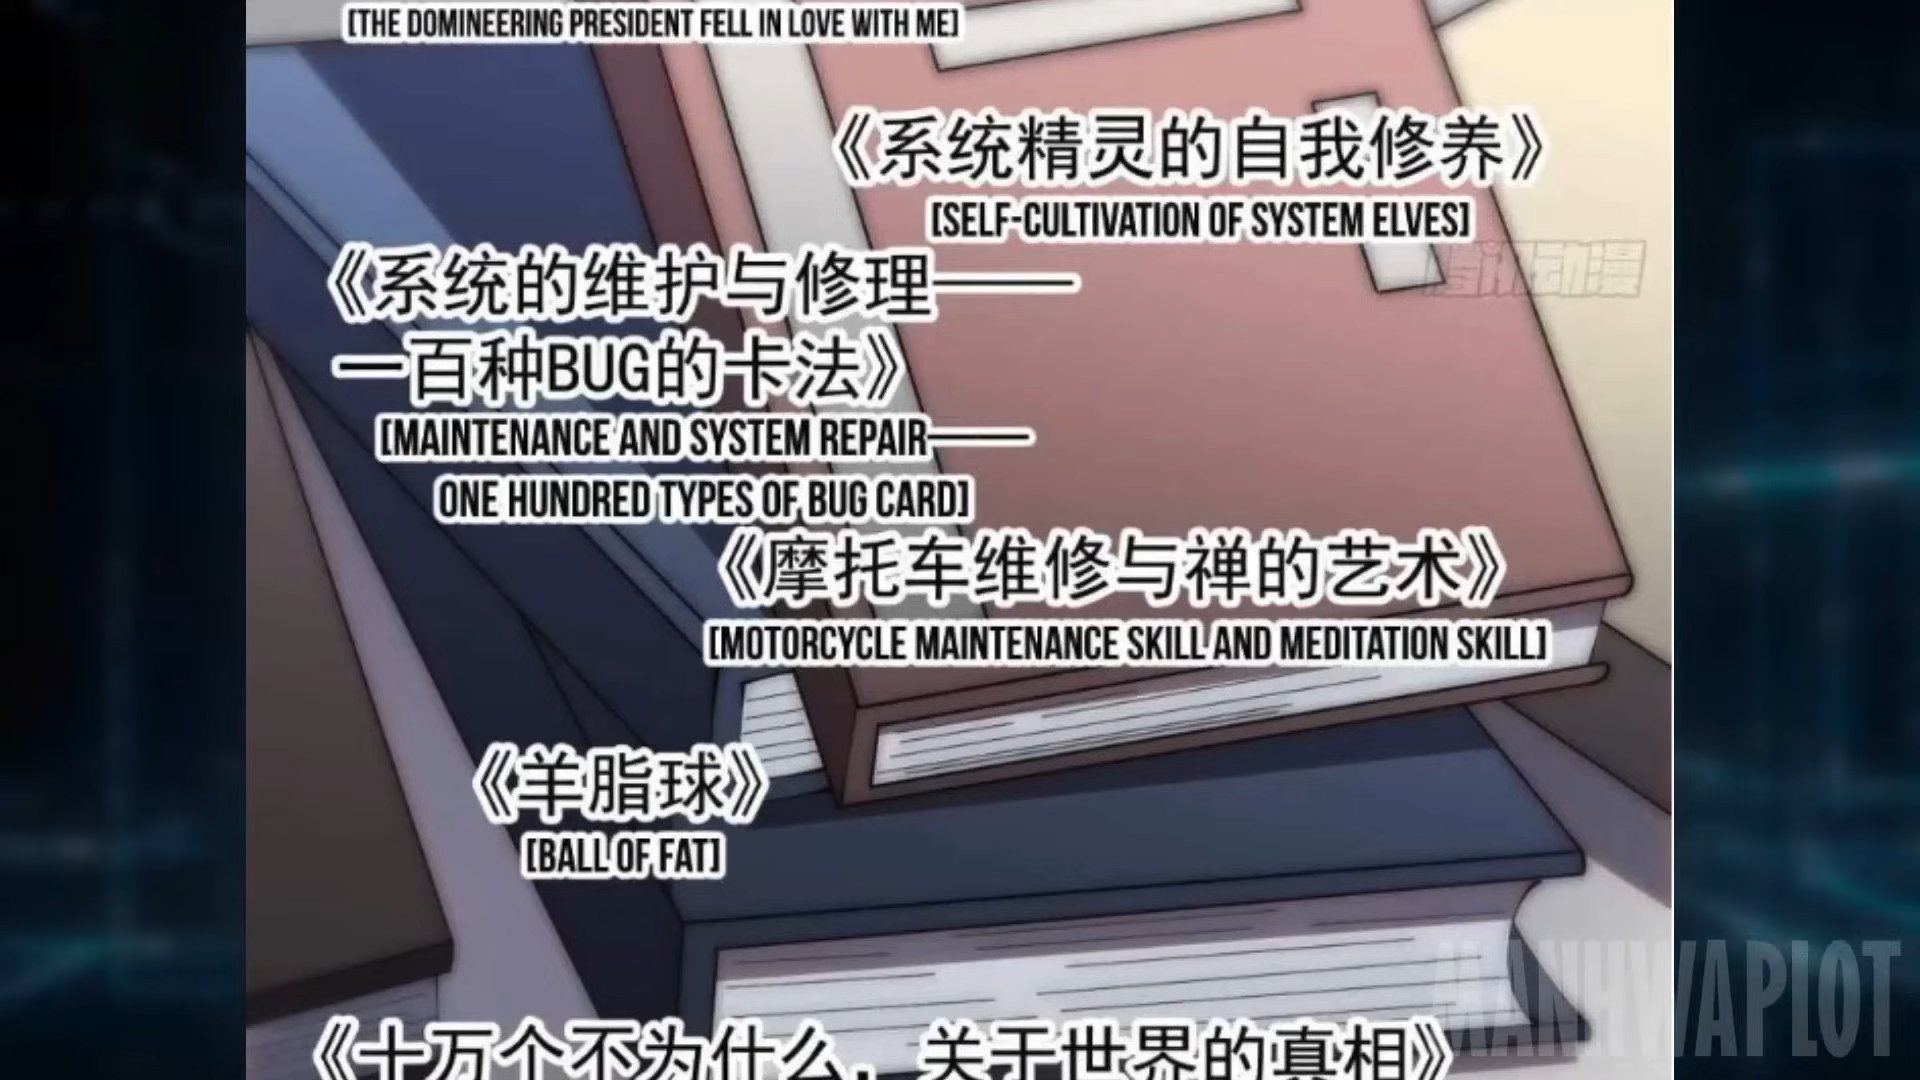 [THE DOMINEERING PRESIDENT FELL IN LOVE WITH ME]
《系统精灵的自我修养》
[SELF-CULTIVATION OF SYSTEM ELVES]
腾讯动漫
《系统的维护与修理——
一百种BUG的卡法》
[MAINTENANCE AND SYSTEM REPAIR——
ONE HUNDRED TYPES OF BUG CARD]
《摩托车维修与禅的艺术》
[MOTORCYCLE MAINTENANCE SKILL AND MEDITATION SKILL]
《羊脂球》
[BALL OF FAT]
MANHWAPLOT
《十万个不为什么，关于世界的真相》